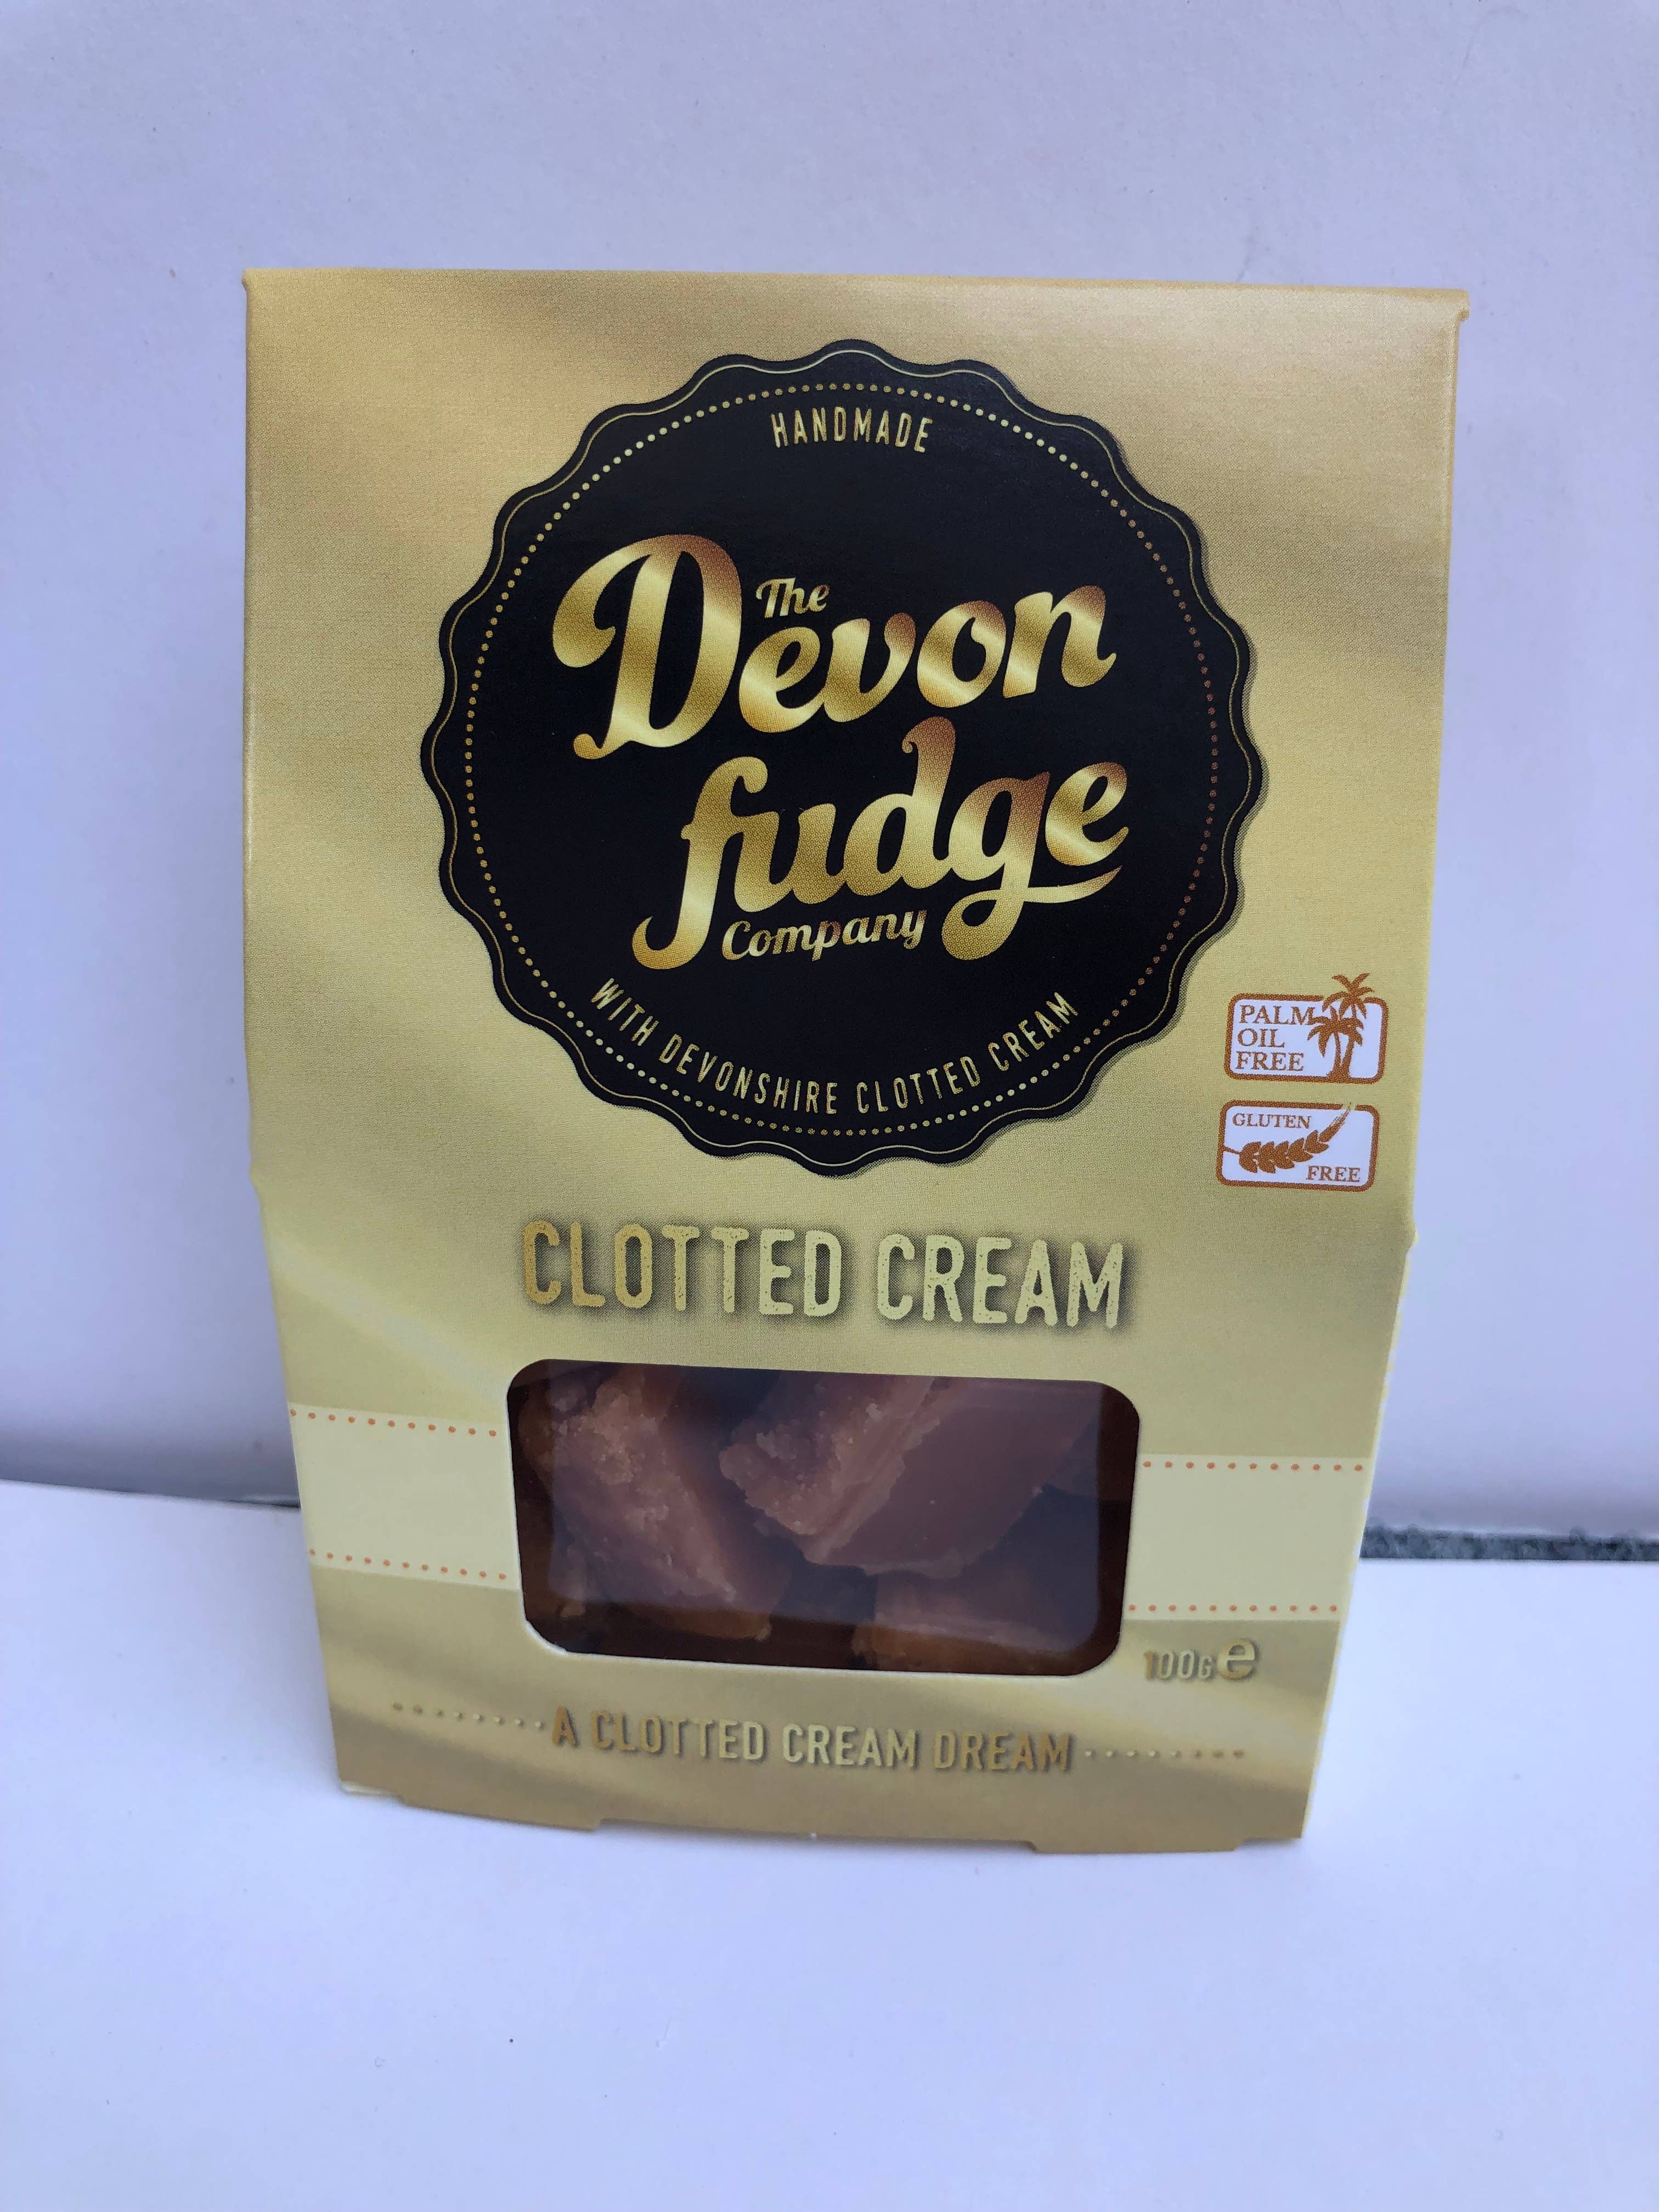 HANDMADE
The
Devon
fudge
Company
WITH DEVONSHIRE CLOTTED CREAM
PALM
OIL
FREE
GLUTEN
FREE
CLOTTED CREAM
100G e
A CLOTTED CREAM DREAM